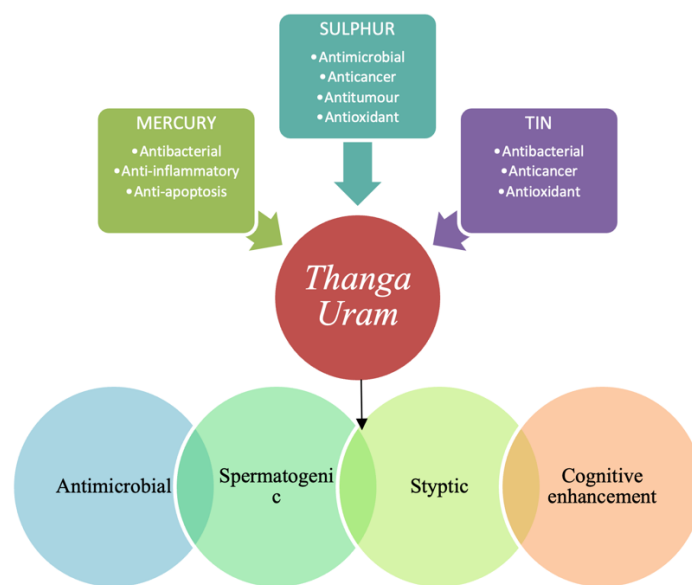 SULPHUR
•Antimicrobial
•Anticancer
•Antitumour
•Antioxidant
MERCURY
•Antibacterial
•Anti-inflammatory
•Anti-apoptosis
TIN
•Antibacterial
•Anticancer
•Antioxidant
Thanga
Uram
Antimicrobial
Spermatogeni
c
Styptic
Cognitive
enhancement